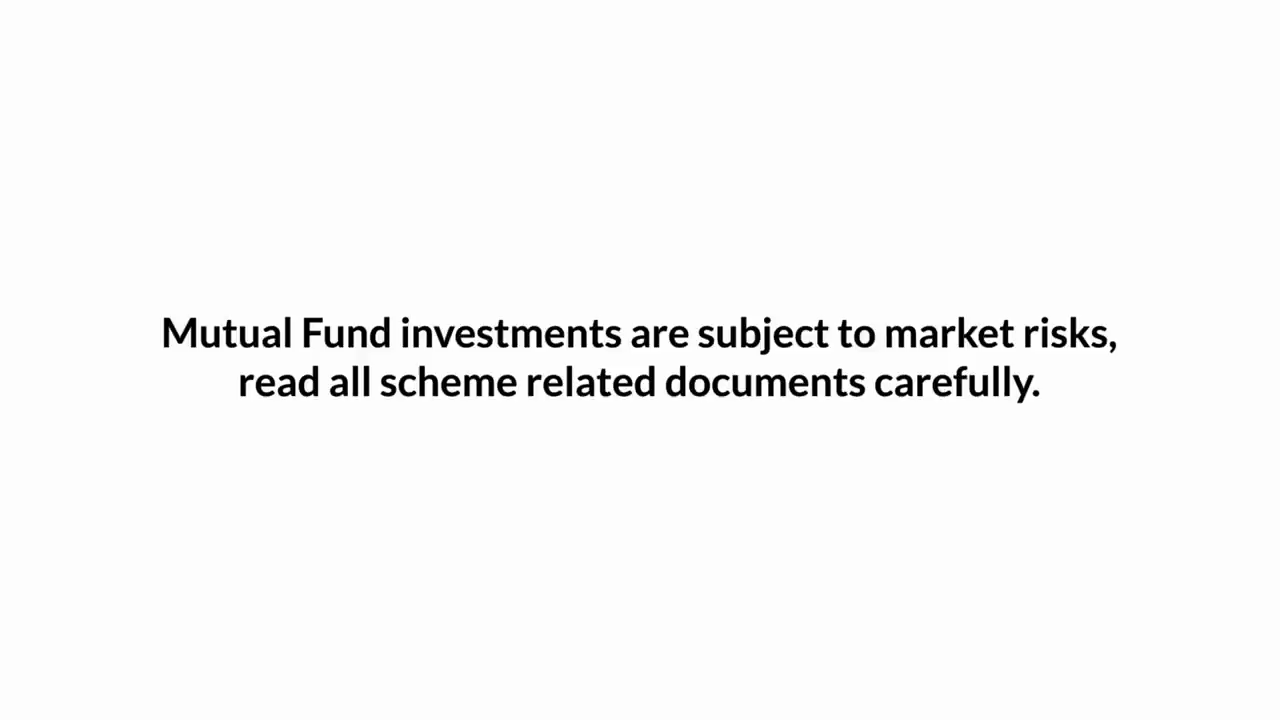 Mutual Fund investments are subject to market risks,
read all scheme related documents carefully.